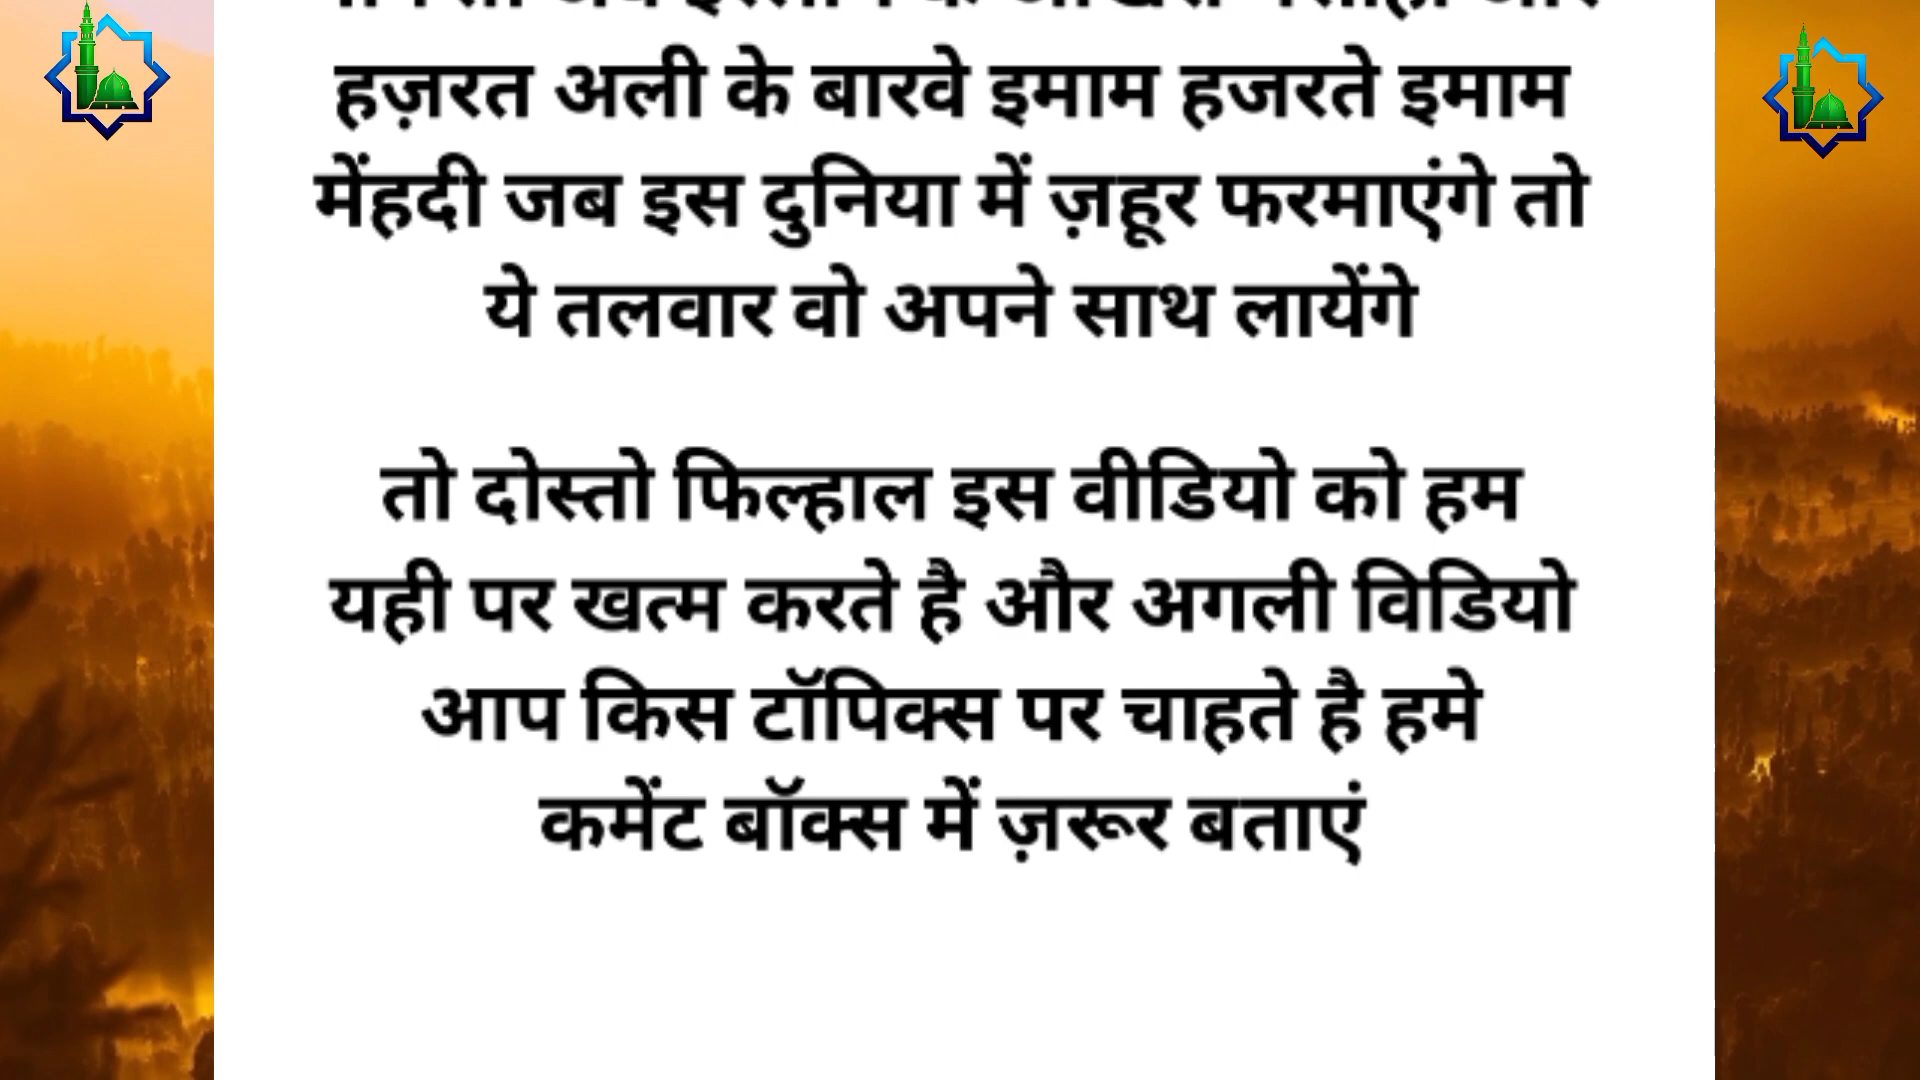 हज़रत अली के बारवे इमाम हजरते इमाम
मेंहदी जब इस दुनिया में ज़हूर फरमाएंगे तो
ये तलवार वो अपने साथ लायेंगे
तो दोस्तो फिल्हाल इस वीडियो को हम
यही पर खत्म करते है और अगली विडियो
आप किस टॉपिक्स पर चाहते है हमे
कमेंट बॉक्स में ज़रूर बताएं